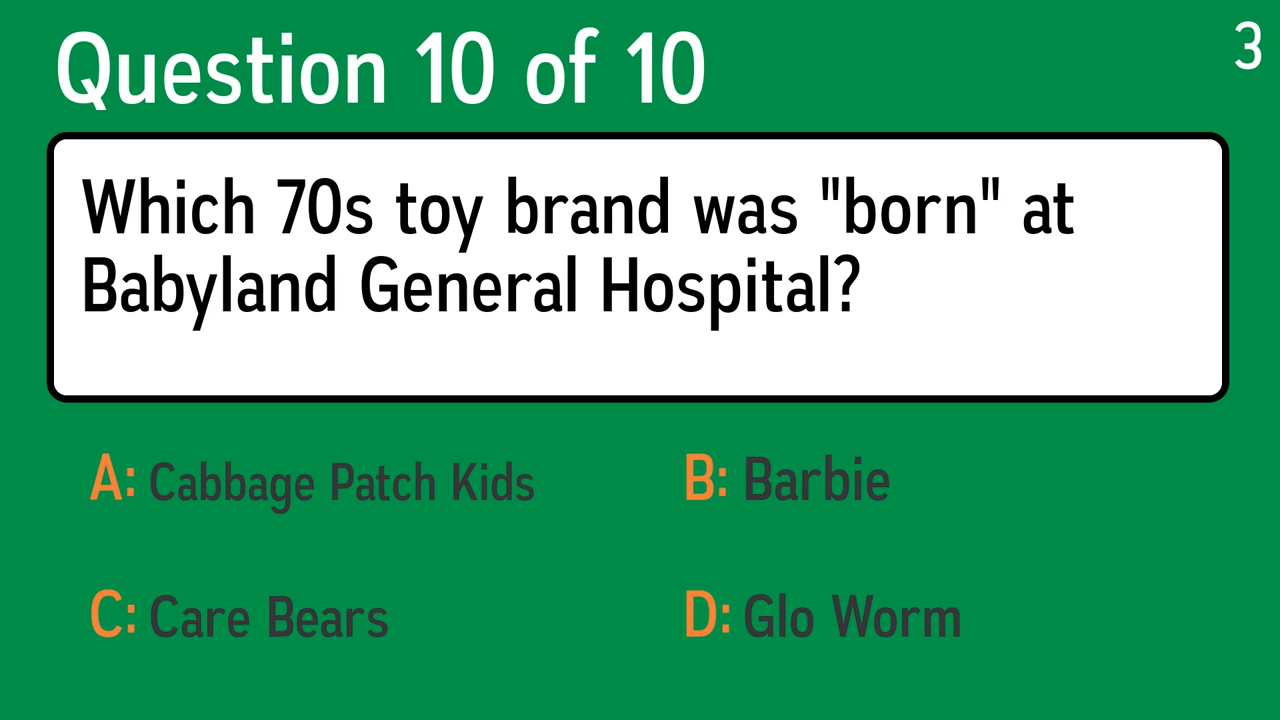 Question 10 of 10
3
Which 70s toy brand was "born" at
Babyland General Hospital?
A: Cabbage Patch Kids
B: Barbie
C: Care Bears
D: Glo Worm